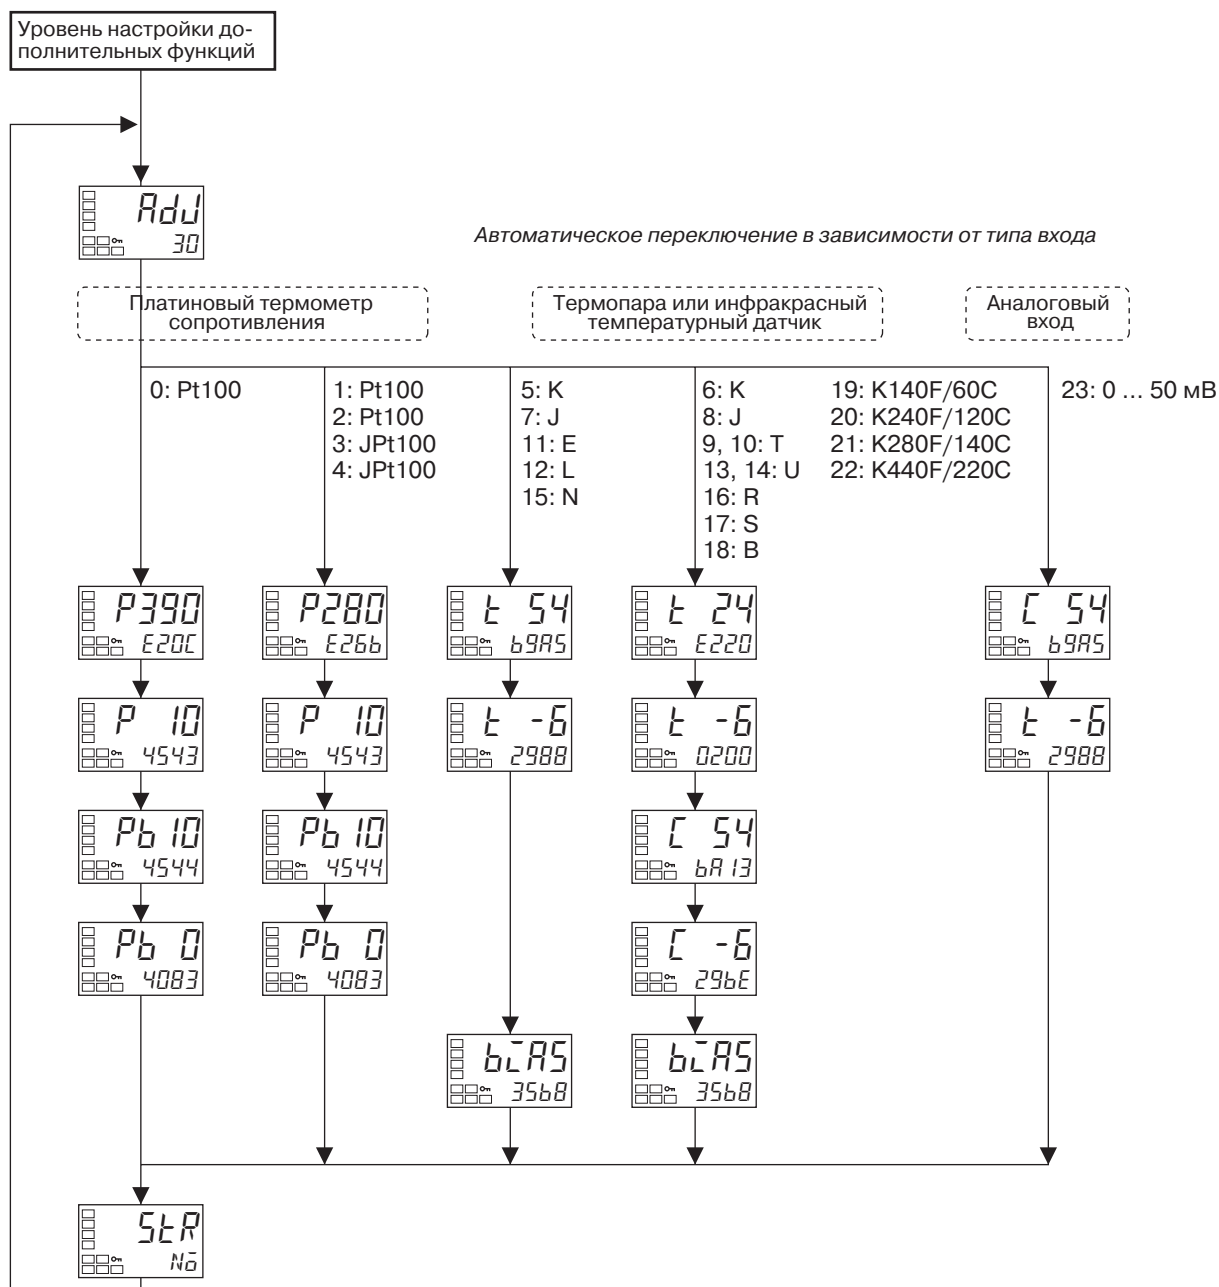 Уровень настройки до-
полнительных функций
AdJ
30
Автоматическое переключение в зависимости от типа входа
Платиновый термометр
сопротивления
Термопара или инфракрасный
температурный датчик
Аналоговый
вход
0: Pt100
1: Pt100
2: Pt100
3: JPt100
4: JPt100
5: K
7: J
11: E
12: L
15: N
6: K
8: J
9, 10: T
13, 14: U
16: R
17: S
18: B
19: K140F/60C
20: K240F/120C
21: K280F/140C
22: K440F/220C
23: 0 ... 50 мВ
P390
E20C
P280
E26b
t 54
b9A5
t 24
E220
C 54
b9A5
P 10
4543
P 10
4543
t -6
2988
t -6
0200
t -6
2988
Pb 10
4544
Pb 10
4544
C 54
bA13
Pb 0
4083
Pb 0
4083
C -6
29bE
biAS
35b8
biAS
35b8
StR
No